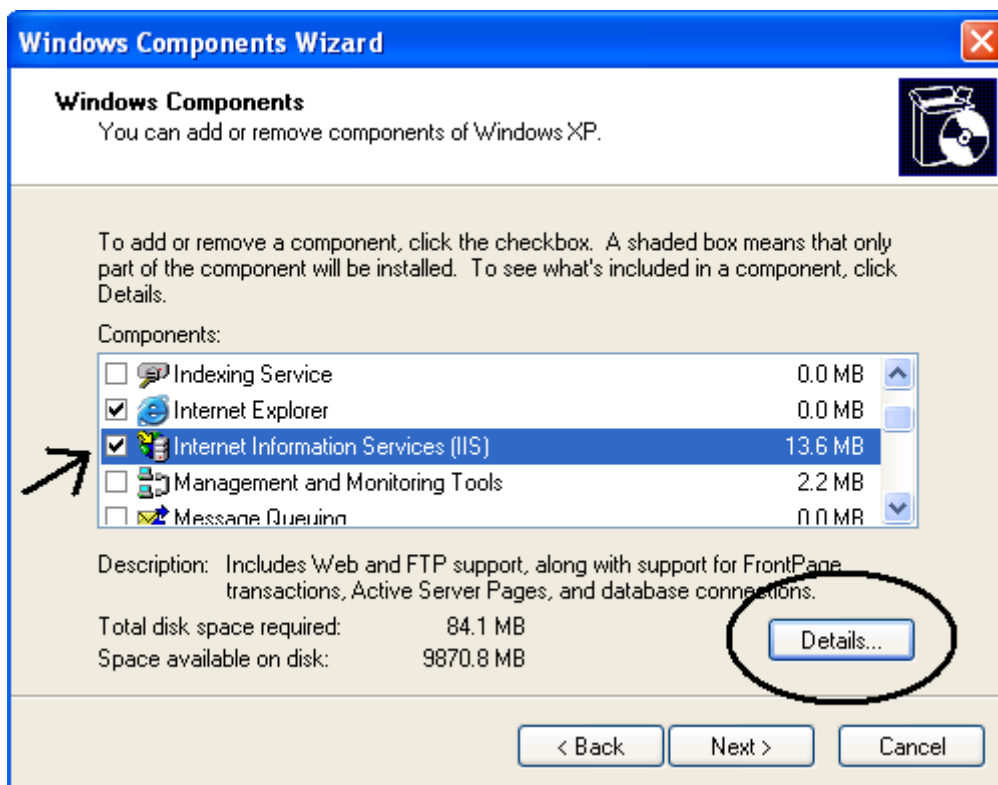 Windows Components Wizard
Windows Components
You can add or remove components of Windows XP.
To add or remove a component, click the checkbox. A shaded box means that only
part of the component will be installed. To see what's included in a component, click
Details.
Components:
Indexing Service 0.0 MB
Internet Explorer 0.0 MB
Internet Information Services (IIS) 13.6 MB
Management and Monitoring Tools 2.2 MB
Message Queuing 0.0 MB
Description: Includes Web and FTP support, along with support for FrontPage
transactions, Active Server Pages, and database connections.
Total disk space required: 84.1 MB
Space available on disk: 9870.8 MB
Details...
< Back Next > Cancel